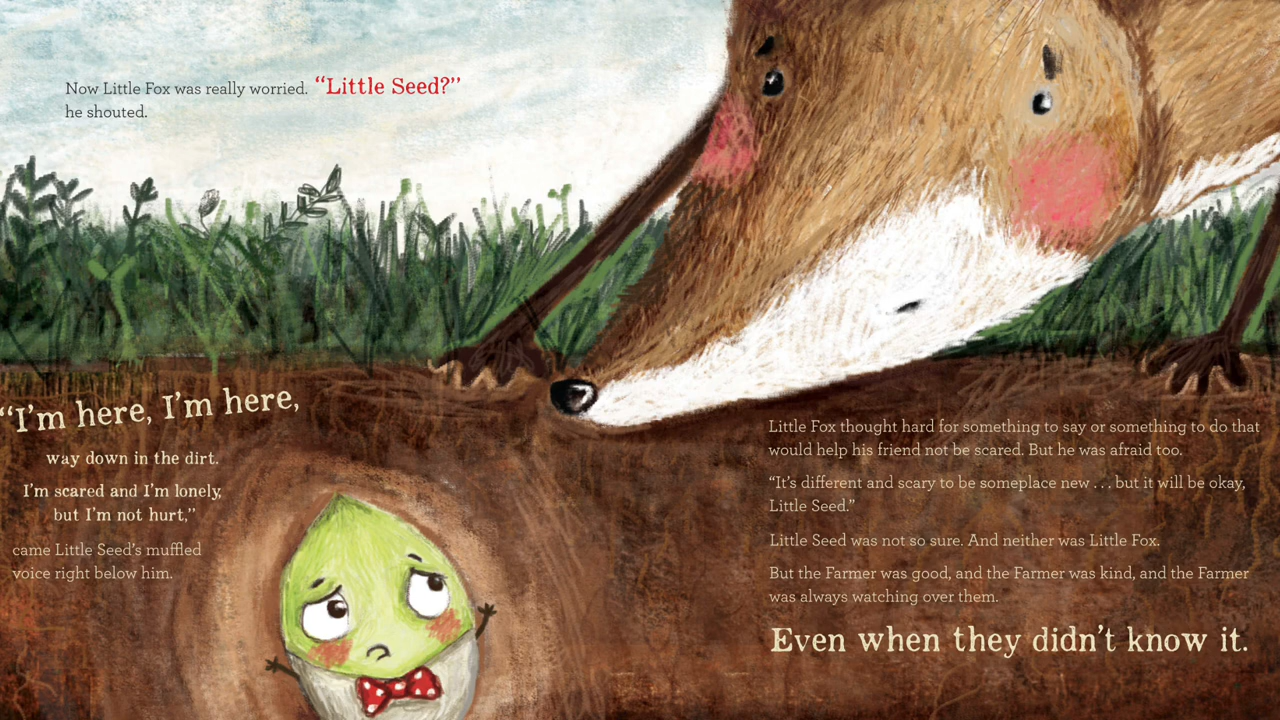 Now Little Fox was really worried. “Little Seed?”
he shouted.
“I’m here, I’m here,
way down in the dirt.
I’m scared and I’m lonely,
but I’m not hurt,”
came Little Seed’s muffled
voice right below him.
Little Fox thought hard for something to say or something to do that
would help his friend not be scared. But he was afraid too.
“It’s different and scary to be someplace new . . . but it will be okay,
Little Seed.”
Little Seed was not so sure. And neither was Little Fox.
But the Farmer was good, and the Farmer was kind, and the Farmer
was always watching over them.
Even when they didn’t know it.